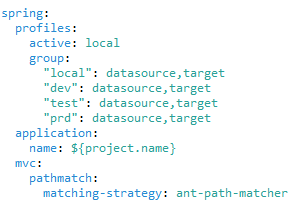 spring:
  profiles:
    active: local
    group:
      "local": datasource,target
      "dev": datasource,target
      "test": datasource,target
      "prd": datasource,target
  application:
    name: ${project.name}
  mvc:
    pathmatch:
      matching-strategy: ant-path-matcher